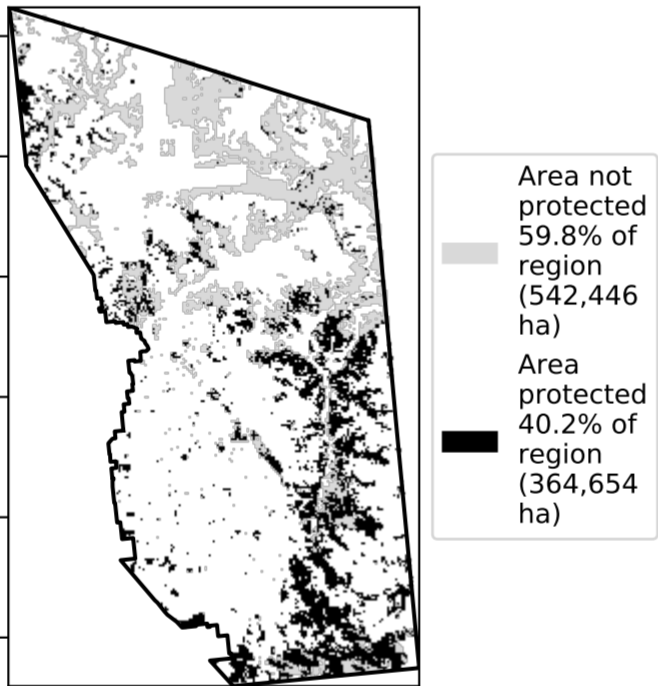 Area not
protected
59.8% of
region
(542,446
ha)
Area
protected
40.2% of
region
(364,654
ha)